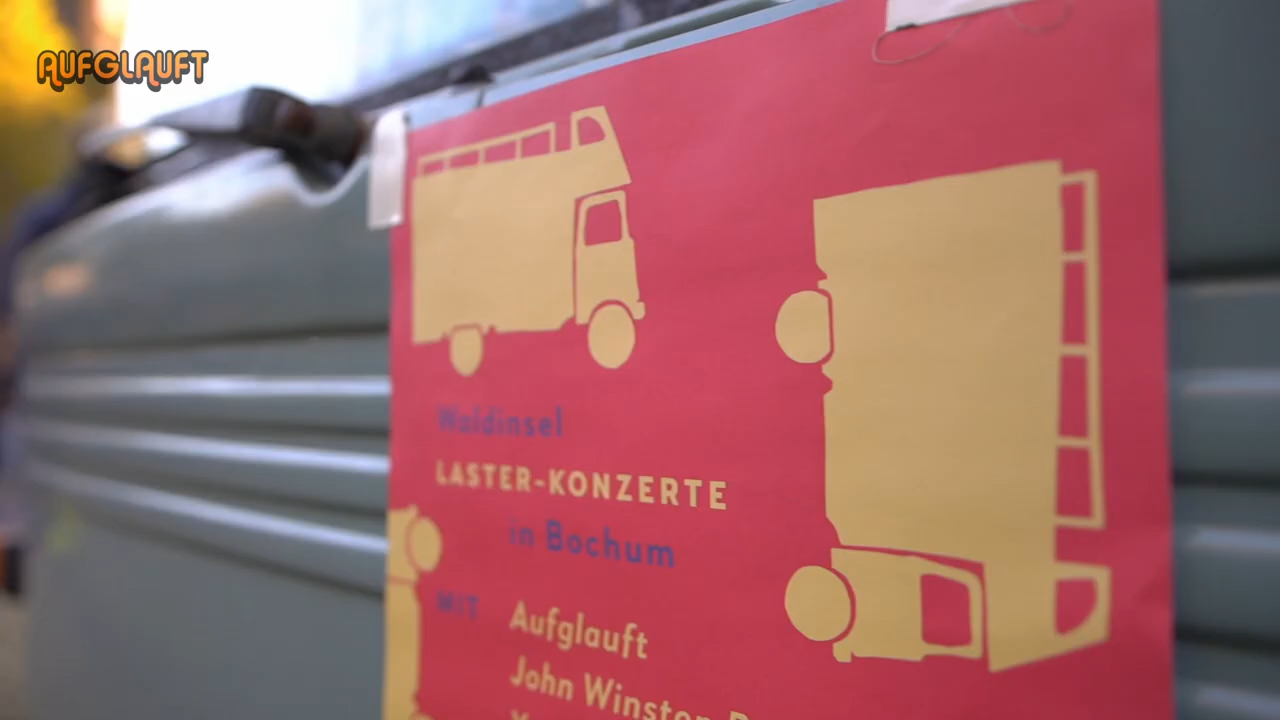 AUFGLAUFT
Waldinsel
LASTER-KONZERTE
in Bochum
MIT Aufglauft
John Winston